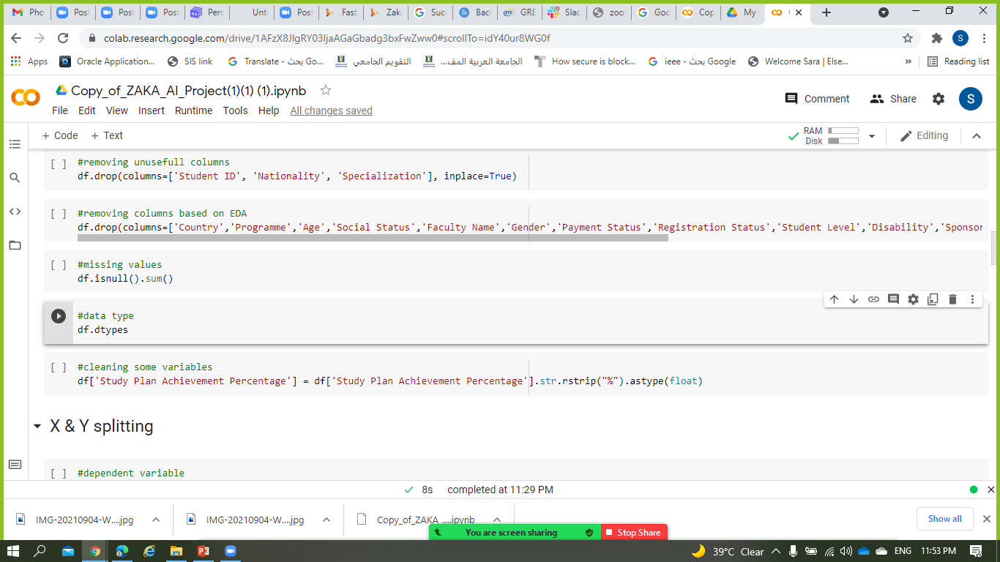 Pho
Post
Post
Post
Pers
Unti
Post
Fast
Zak
Suc
Bac
GRE
Slac
zoo
Goo
Cop
My
colab.research.google.com/drive/1AFzX8JlgRY03IjaAGaGbadg3bxFwZww0#scrollTo=idY40ur8WG0f
S
Apps
Oracle Application...
SIS link
Translate - بحث Go...
التقويم الجامعي
الجامعة العربية المف...
How secure is block...
ieee - بحث Google
Welcome Sara | Else...
»
Reading list
Copy_of_ZAKA_AI_Project(1)(1) (1).ipynb
Comment
Share
S
File Edit View Insert Runtime Tools Help All changes saved
+ Code + Text
RAM
Disk
Editing
[ ] #removing unusefull columns
df.drop(columns=['Student ID', 'Nationality', 'Specialization'], inplace=True)
[ ] #removing columns based on EDA
df.drop(columns=['Country','Programme','Age','Social Status','Faculty Name','Gender','Payment Status','Registration Status','Student Level','Disability','Sponsor
[ ] #missing values
df.isnull().sum()
#data type
df.dtypes
[ ] #cleaning some variables
df['Study Plan Achievement Percentage'] = df['Study Plan Achievement Percentage'].str.rstrip("%").astype(float)
X & Y splitting
[ ] #dependent variable
8s completed at 11:29 PM
IMG-20210904-W....jpg
IMG-20210904-W....jpg
Copy_of_ZAKA_....ipynb
Show all
You are screen sharing
Stop Share
39°C Clear
ENG
11:53 PM